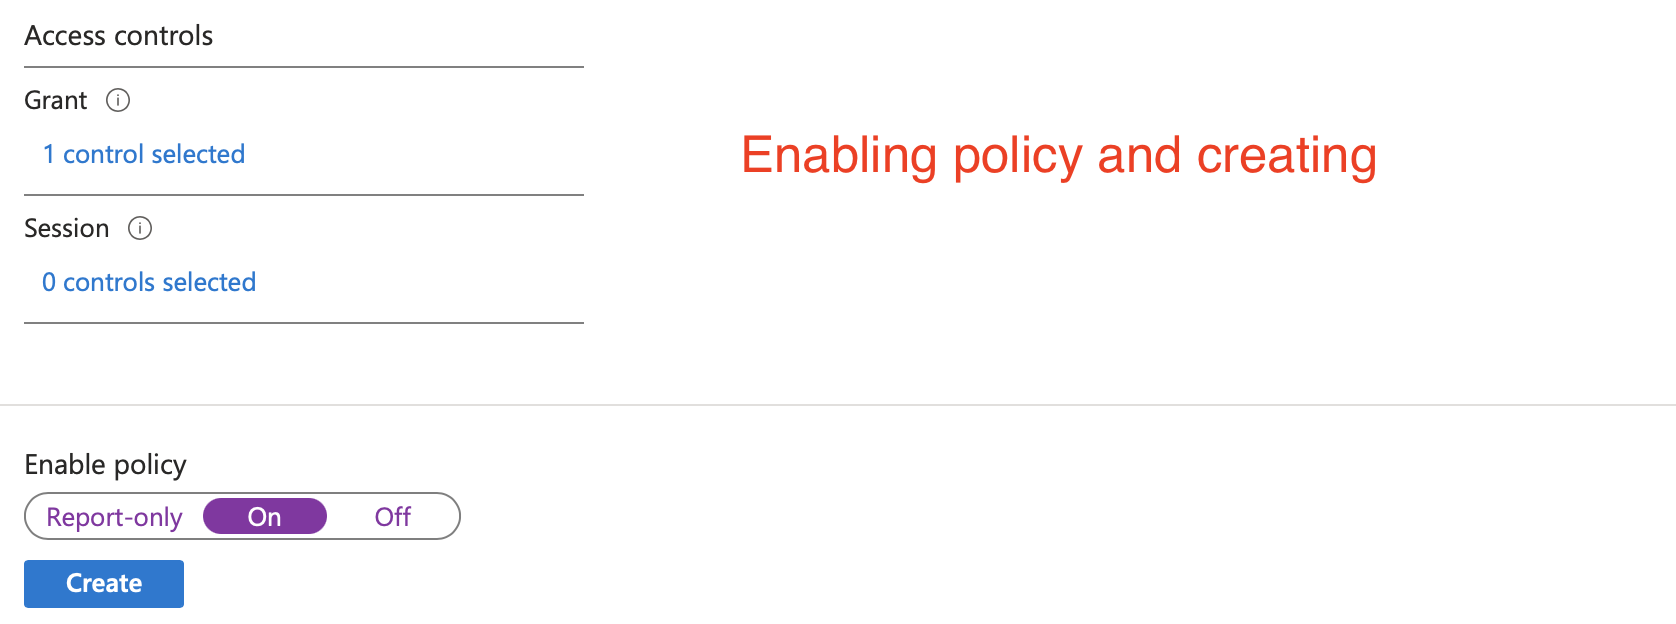 Access controls
Grant
1 control selected
Enabling policy and creating
Session
0 controls selected
Enable policy
Report-only On Off
Create